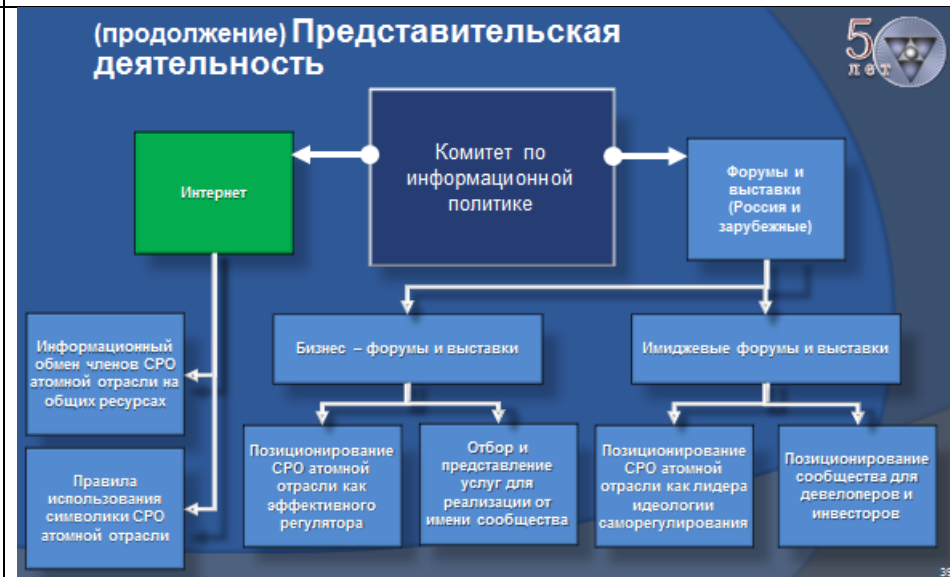 (продолжение) Представительская
деятельность
5
лет
Комитет по
информационной
политике
Интернет
Форумы и
выставки
(Россия и
зарубежные)
Информационный
обмен членов СРО
атомной отрасли на
общих ресурсах
Бизнес – форумы и выставки
Имиджевые форумы и выставки
Правила
использования
символики СРО
атомной отрасли
Позиционирование
СРО атомной
отрасли как
эффективного
регулятора
Отбор и
представление
услуг для
реализации от
имени сообщества
Позиционирование
СРО атомной
отрасли как лидера
идеологии
саморегулирования
Позиционирование
сообщества для
девелоперов и
инвесторов